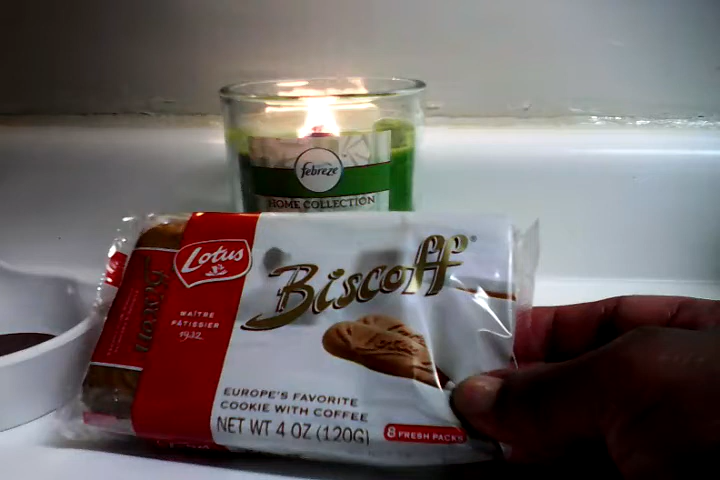 febreze
HOME COLLECTION
LOTUS
Biscoff
MAÎTRE
PÂTISSIER
1932
EUROPE'S FAVORITE
COOKIE WITH COFFEE
NET WT 4 OZ (120G)
8 FRESH PACKS